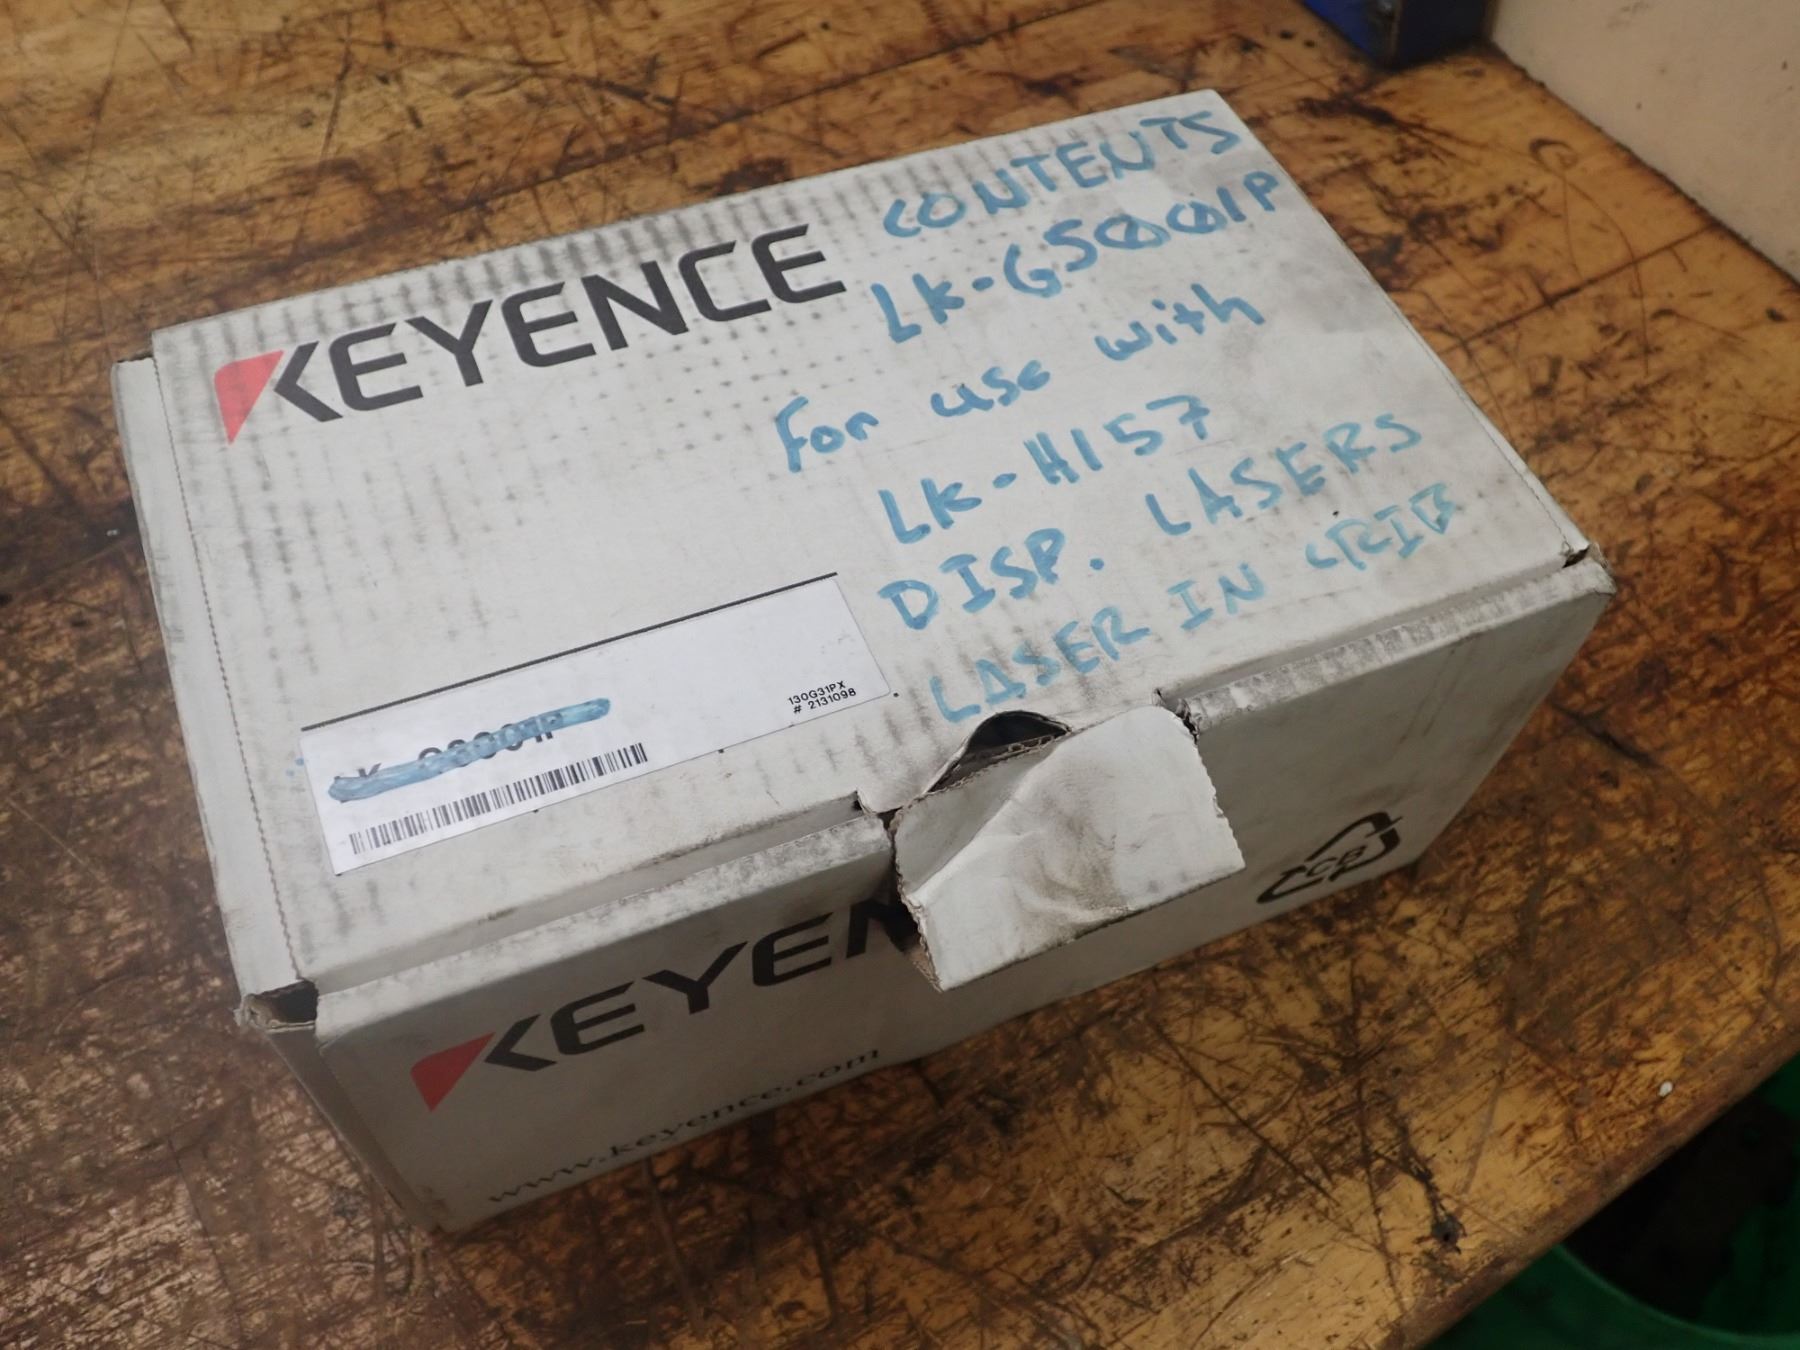 KEYENCE
CONTENTS
LK-G5001P
For use with
LK-H157
DISP. LASERS
LASER IN CRIB
130G31PX
# 2131098
KEYEN
www.keyence.com